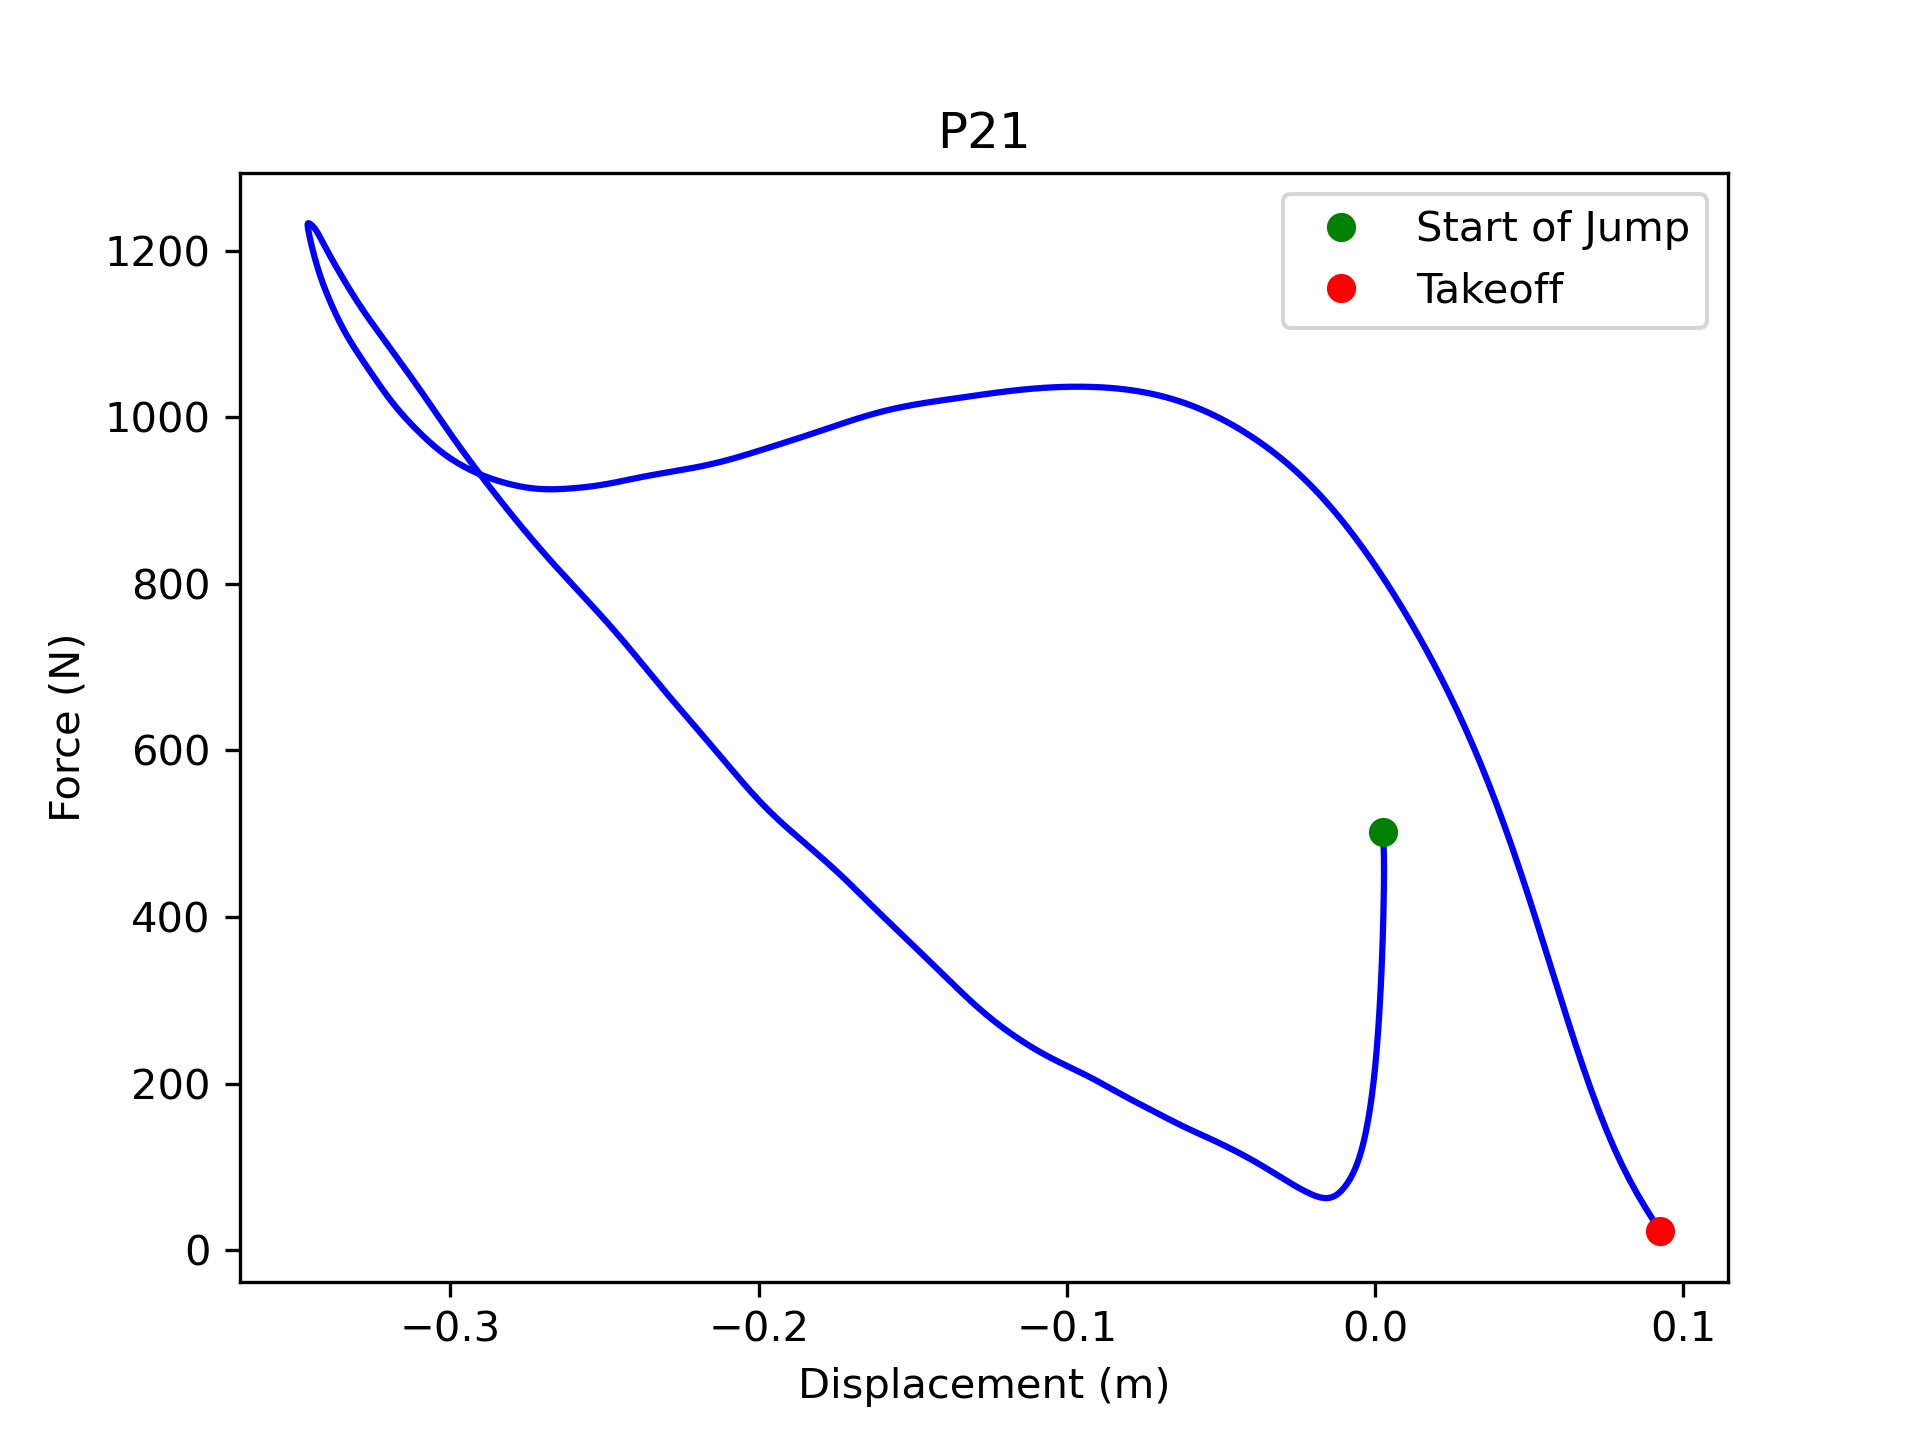 P21
Start of Jump
Takeoff
1200
1000
800
600
400
200
0
Force (N)
−0.3 −0.2 −0.1 0.0 0.1
Displacement (m)